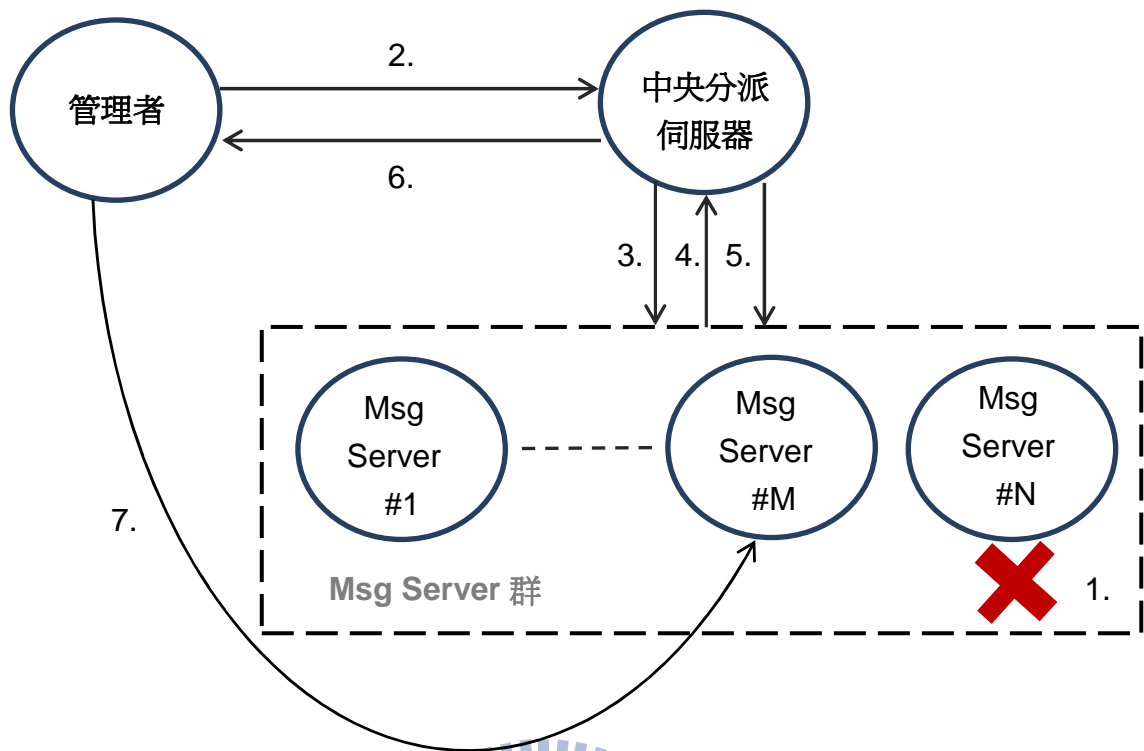 2.
管理者
中央分派
伺服器
6.
3.
4.
5.
Msg
Server
#1
Msg
Server
#M
Msg
Server
#N
7.
Msg Server 群
1.